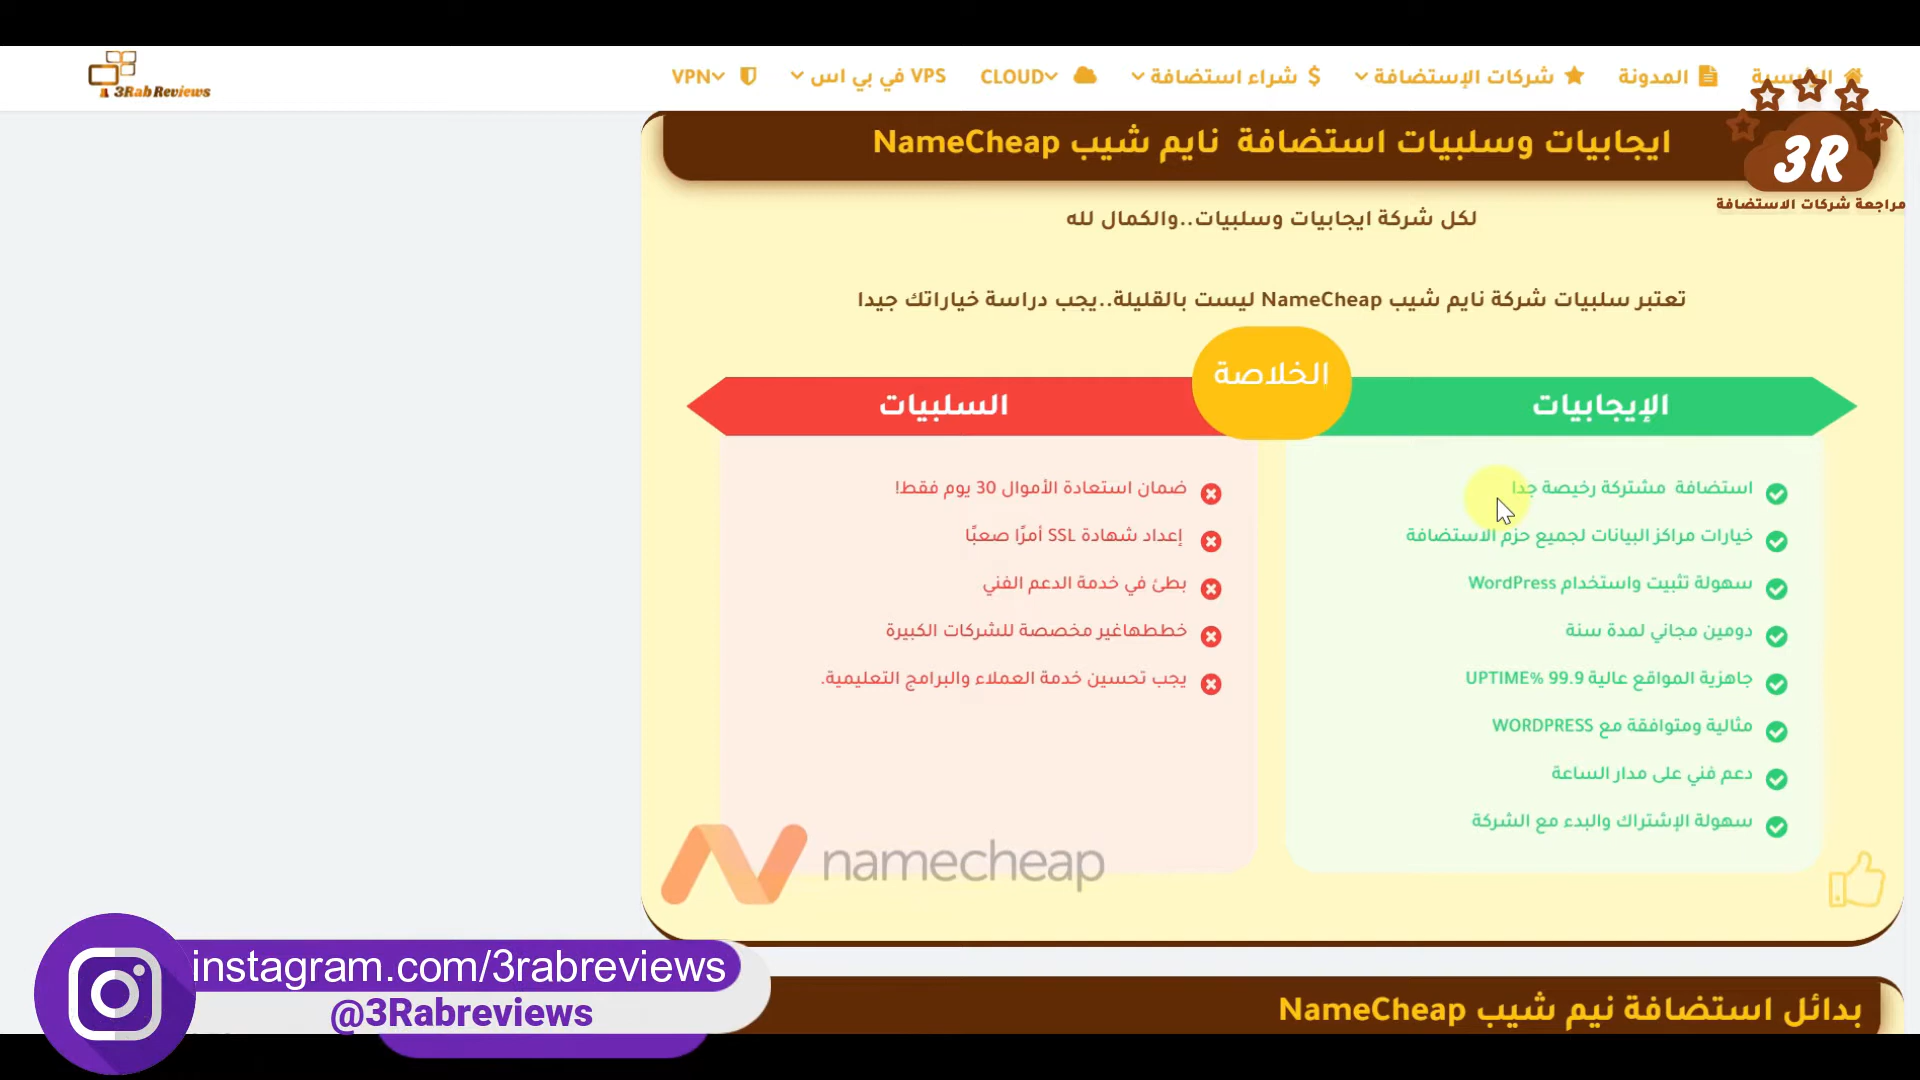 3Rab Reviews
الرئيسية
المدونة
شركات الإستضافة
شراء استضافة
CLOUD
VPS في بي اس
VPN
3R
مراجعة شركات الاستضافة
ايجابيات وسلبيات استضافة نايم شيب NameCheap
لكل شركة ايجابيات وسلبيات..والكمال لله
تعتبر سلبيات شركة نايم شيب NameCheap ليست بالقليلة..يجب دراسة خياراتك جيدا
الخلاصة
الإيجابيات
استضافة مشتركة رخيصة جدا
خيارات مراكز البيانات لجميع حزم الاستضافة
سهولة تثبيت واستخدام WordPress
دومين مجاني لمدة سنة
جاهزية المواقع عالية 99.9 %UPTIME
مثالية ومتوافقة مع WORDPRESS
دعم فني على مدار الساعة
سهولة الإشتراك والبدء مع الشركة
السلبيات
ضمان استعادة الأموال 30 يوم فقط!
إعداد شهادة SSL أمرًا صعبًا
بطئ في خدمة الدعم الفني
خططهاغير مخصصة للشركات الكبيرة
يجب تحسين خدمة العملاء والبرامج التعليمية.
namecheap
بدائل استضافة نيم شيب NameCheap
instagram.com/3rabreviews
@3Rabreviews